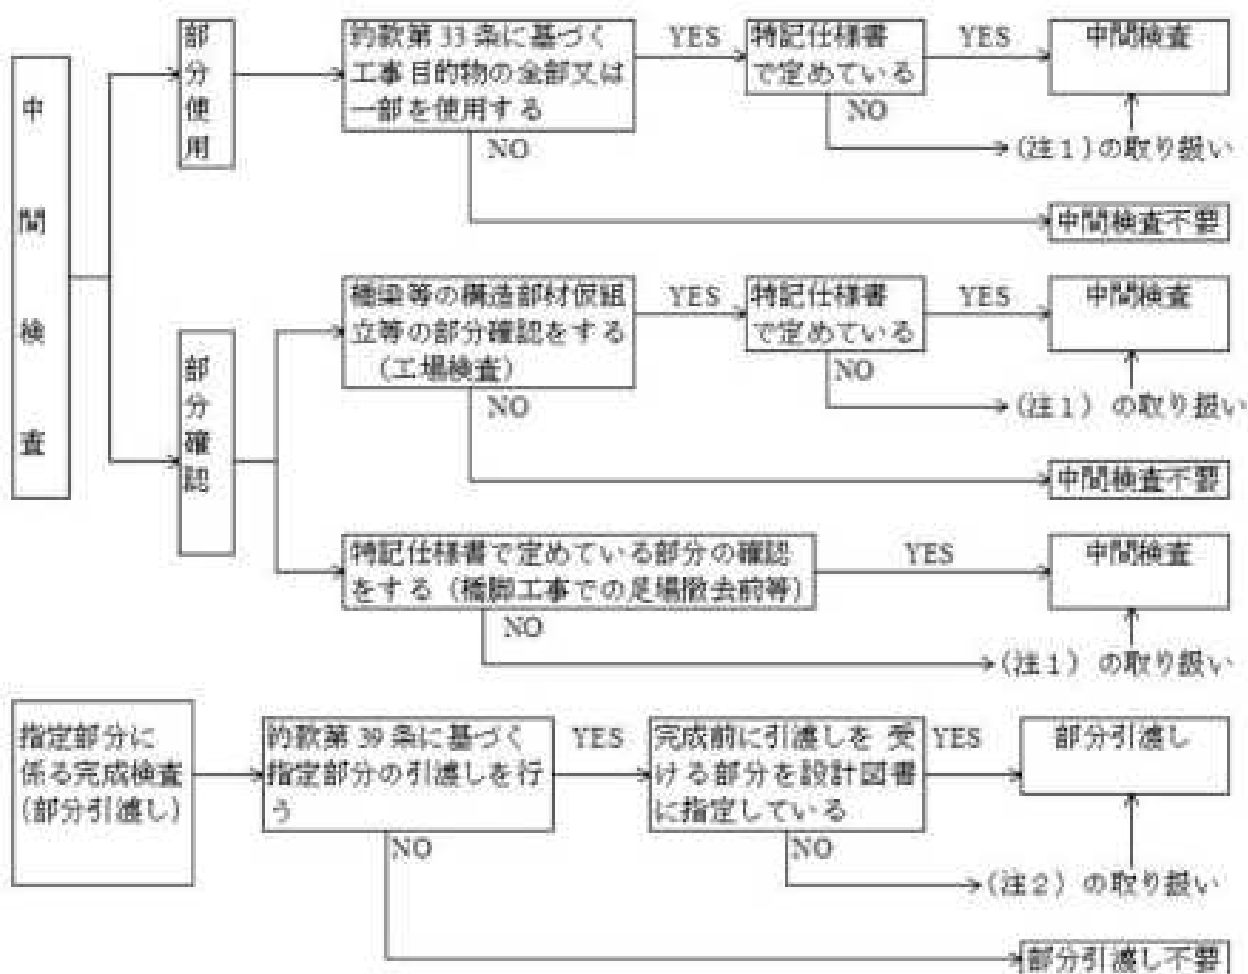 中間検査
部分使用
約款第33条に基づく
工事目的物の全部又は
一部を使用する
YES
特記仕様書
で定めている
YES
中間検査
NO
NO
(注1)の取り扱い
中間検査不要
部分確認
橋梁等の構造部材仮組
立等の部分確認をする
(工場検査)
YES
特記仕様書
で定めている
YES
中間検査
NO
NO
(注1)の取り扱い
中間検査不要
特記仕様書で定めている部分の確認
をする(橋脚工事での足場撤去前等)
YES
中間検査
NO
(注1)の取り扱い
指定部分に
係る完成検査
(部分引渡し)
約款第39条に基づく
指定部分の引渡しを行
う
YES
完成前に引渡しを 受
ける部分を設計図書
に指定している
YES
部分引渡し
NO
NO
(注2)の取り扱い
部分引渡し不要